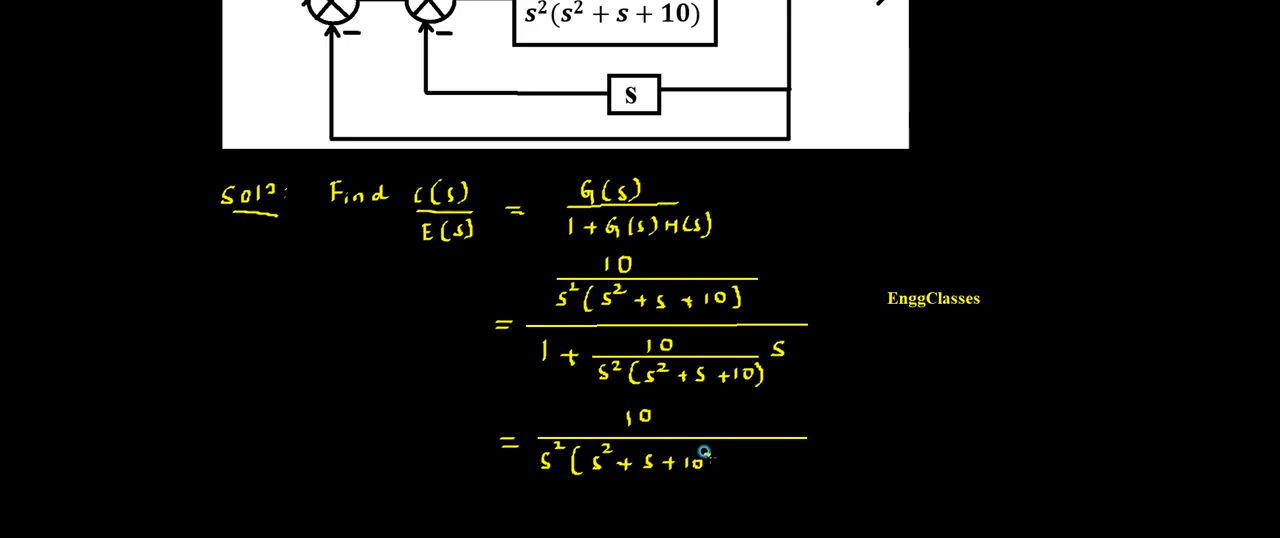 s²(s² + s + 10)
−
−
s
Solⁿ: Find C(s)/E(s) = G(s)/(1 + G(s) H(s))
= (10/(s²(s² + s + 10)))/(1 + (10/(s²(s² + s + 10))) s)
EnggClasses
= 10/(s²(s² + s + 10